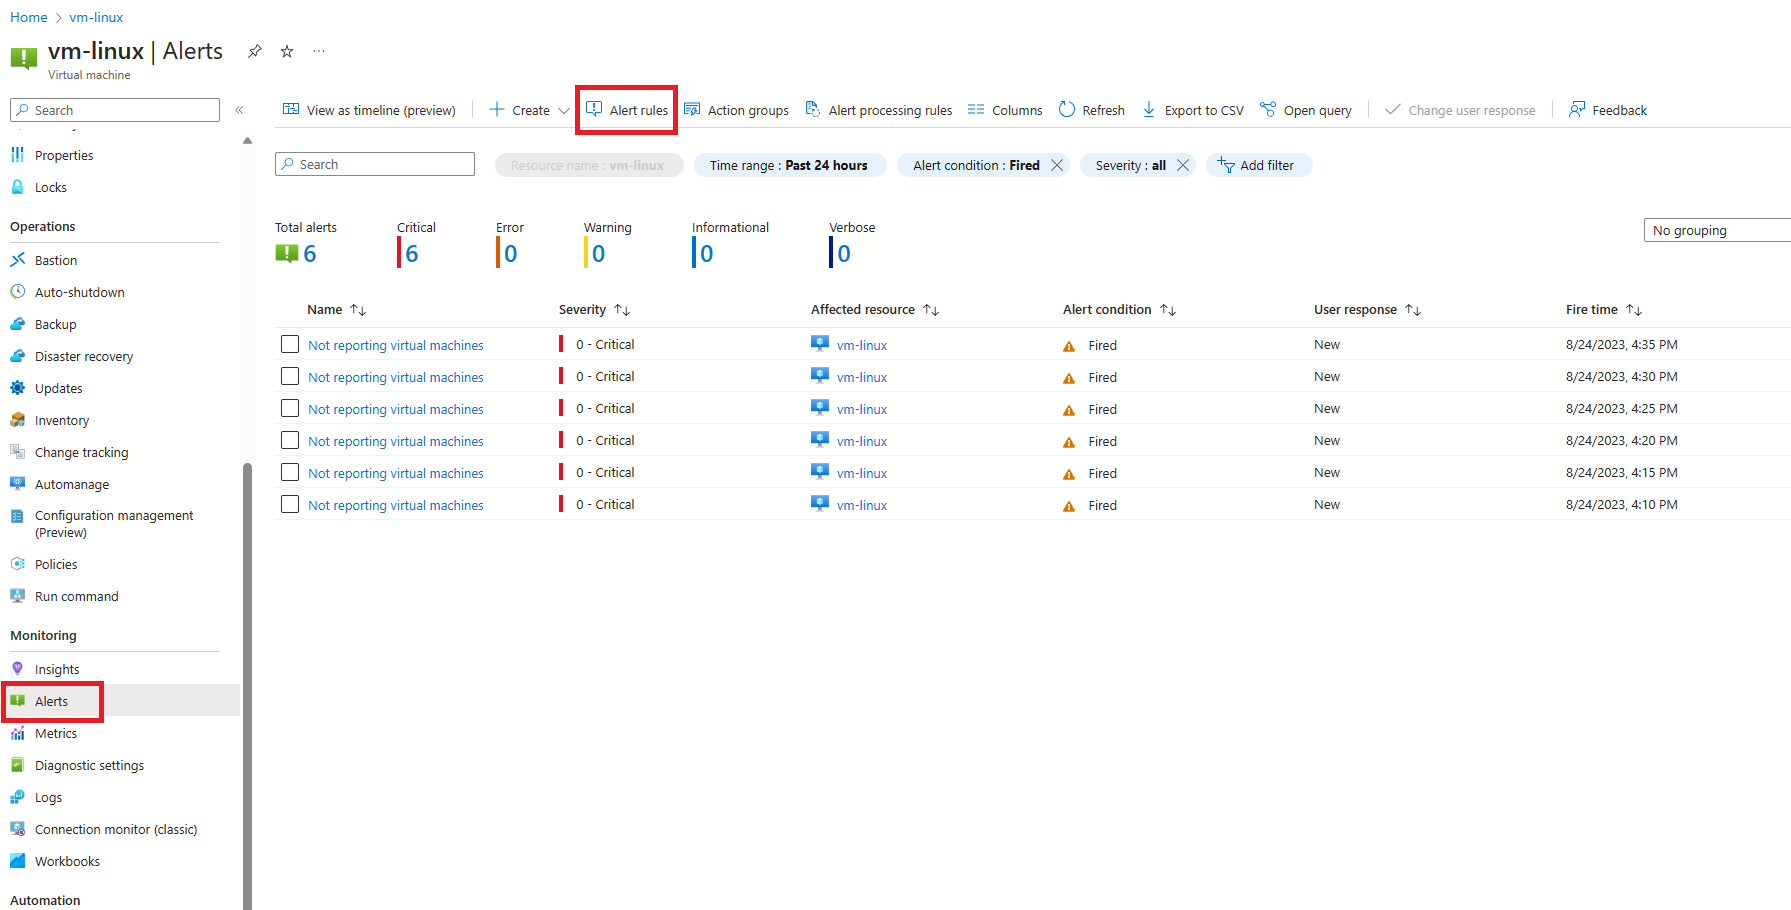 Home > vm-linux
vm-linux | Alerts
Virtual machine
Search
Properties
Locks
Operations
Bastion
Auto-shutdown
Backup
Disaster recovery
Updates
Inventory
Change tracking
Automanage
Configuration management
(Preview)
Policies
Run command
Monitoring
Insights
Alerts
Metrics
Diagnostic settings
Logs
Connection monitor (classic)
Workbooks
Automation
View as timeline (preview) Create Alert rules Action groups Alert processing rules Columns Refresh Export to CSV Open query Change user response Feedback
Search Resource name : vm-linux Time range : Past 24 hours Alert condition : Fired Severity : all Add filter
Total alerts Critical Error Warning Informational Verbose
6 6 0 0 0 0
No grouping
Name Severity Affected resource Alert condition User response Fire time
Not reporting virtual machines 0 - Critical vm-linux Fired New 8/24/2023, 4:35 PM
Not reporting virtual machines 0 - Critical vm-linux Fired New 8/24/2023, 4:30 PM
Not reporting virtual machines 0 - Critical vm-linux Fired New 8/24/2023, 4:25 PM
Not reporting virtual machines 0 - Critical vm-linux Fired New 8/24/2023, 4:20 PM
Not reporting virtual machines 0 - Critical vm-linux Fired New 8/24/2023, 4:15 PM
Not reporting virtual machines 0 - Critical vm-linux Fired New 8/24/2023, 4:10 PM